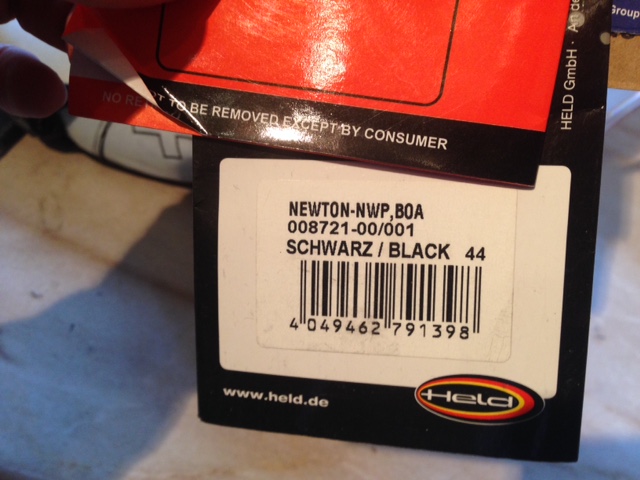 NO RE TO BE REMOVED EXCEPT BY CONSUMER
HELD GmbH ·
Group
NEWTON-NWP,BOA
008721-00/001
SCHWARZ / BLACK 44
4 049462 791398
www.held.de
Held